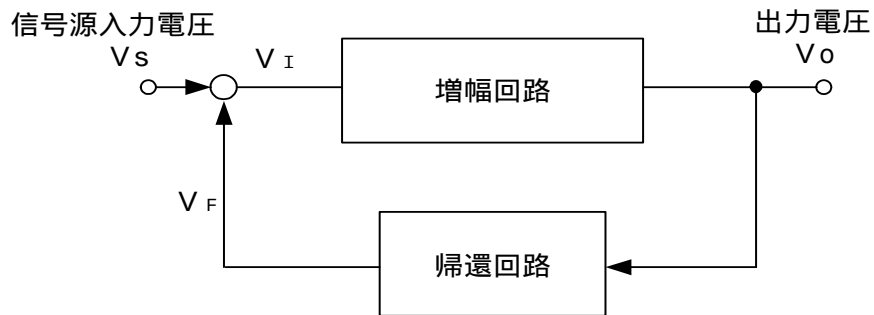 信号源入力電圧
Vs
出力電圧
Vo
VI
増幅回路
VF
帰還回路